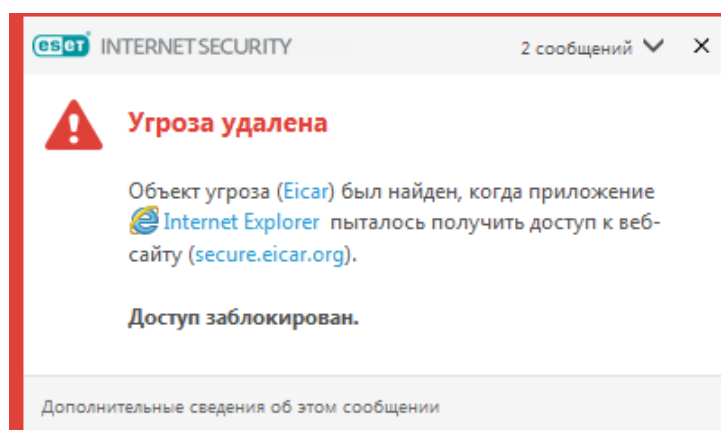 eset INTERNET SECURITY 2 сообщений
Угроза удалена
Объект угроза (Eicar) был найден, когда приложение
Internet Explorer пыталось получить доступ к веб-
сайту (secure.eicar.org).
Доступ заблокирован.
Дополнительные сведения об этом сообщении